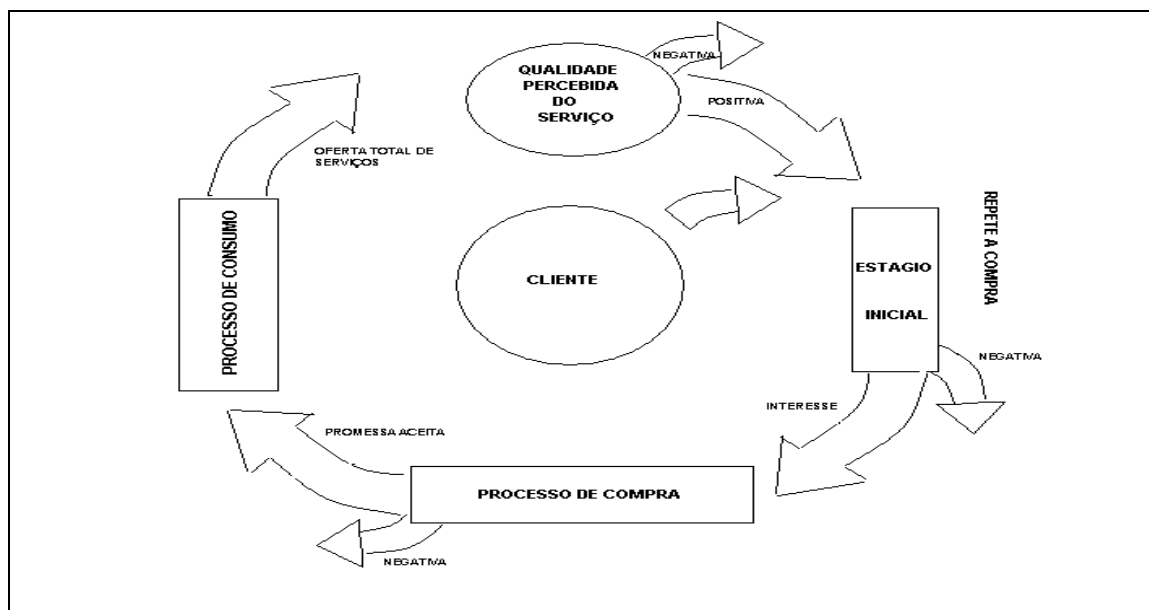 NEGATIVA
QUALIDADE
PERCEBIDA
DO
SERVIÇO
POSITIVA
OFERTA TOTAL DE
SERVIÇOS
PROCESSO DE CONSUMO
CLIENTE
REPETE A COMPRA
ESTAGIO
INICIAL
NEGATIVA
INTERESSE
PROMESSA ACEITA
PROCESSO DE COMPRA
NEGATIVA